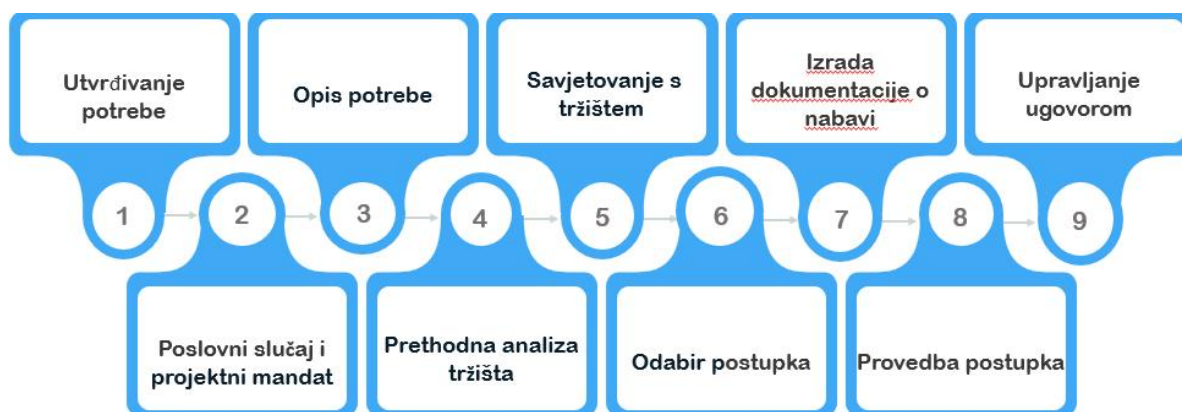 Utvrđivanje
potrebe
1
2
Poslovni slučaj i
projektni mandat
Opis potrebe
3
4
Prethodna analiza
tržišta
Savjetovanje s
tržištem
5
6
Odabir postupka
Izrada
dokumentacije o
nabavi
7
8
Provedba postupka
Upravljanje
ugovorom
9